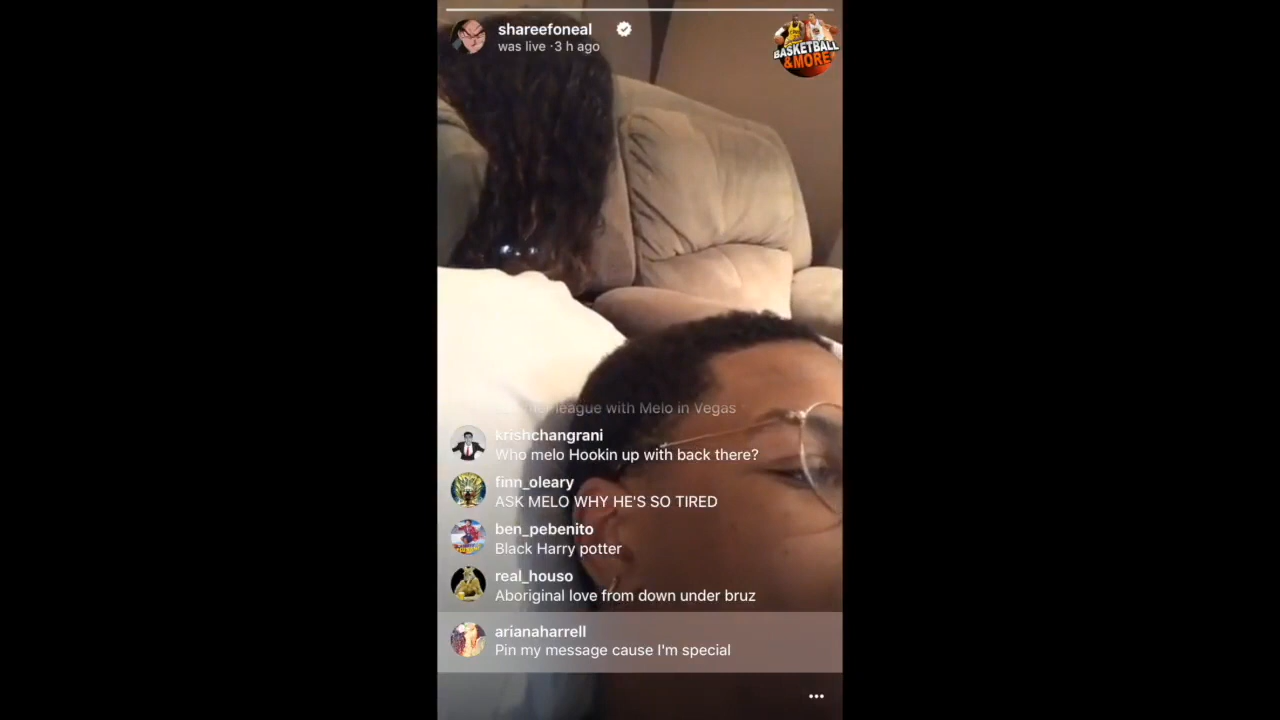 shareefoneal
was live · 3 h ago
BASKETBALL
&MORE
league with Melo in Vegas
krishchangrani
Who melo Hookin up with back there?
finn_oleary
ASK MELO WHY HE'S SO TIRED
ben_pebenito
Black Harry potter
real_houso
Aboriginal love from down under bruz
arianaharrell
Pin my message cause I'm special